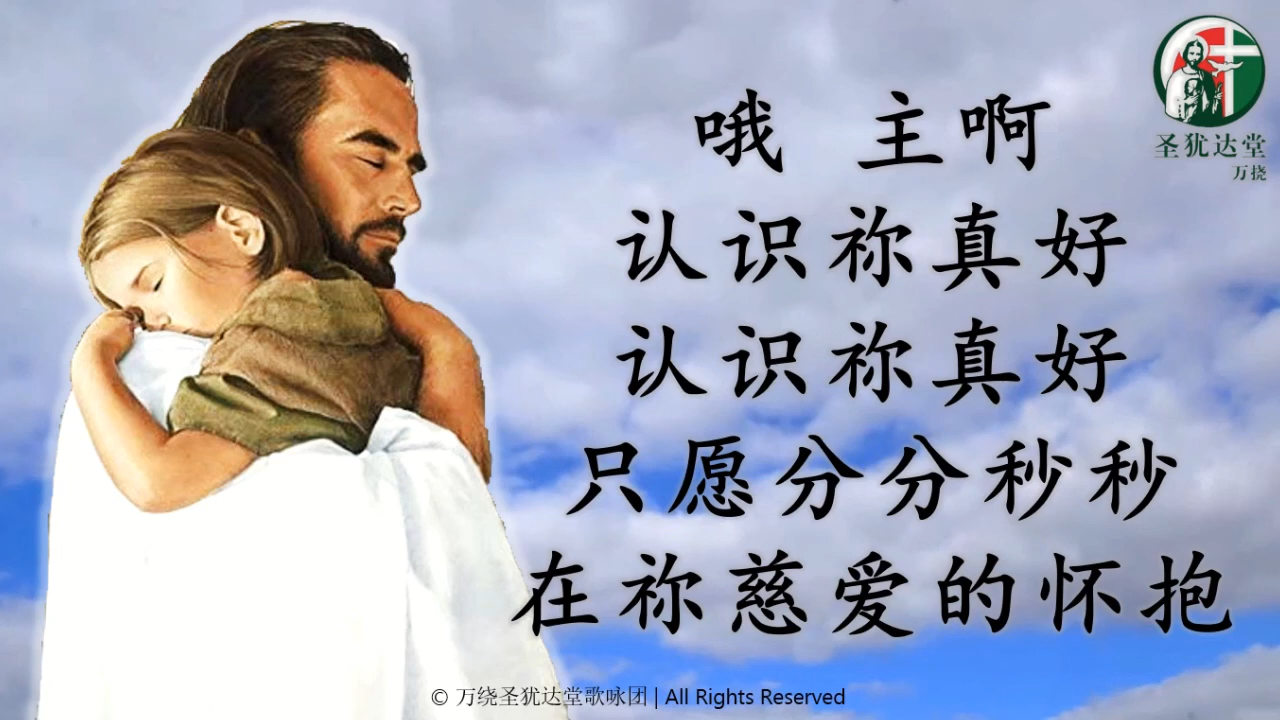 哦 主啊
认识祢真好
认识祢真好
只愿分分秒秒
在祢慈爱的怀抱
圣犹达堂
万挠
© 万绕圣犹达堂歌咏团 | All Rights Reserved